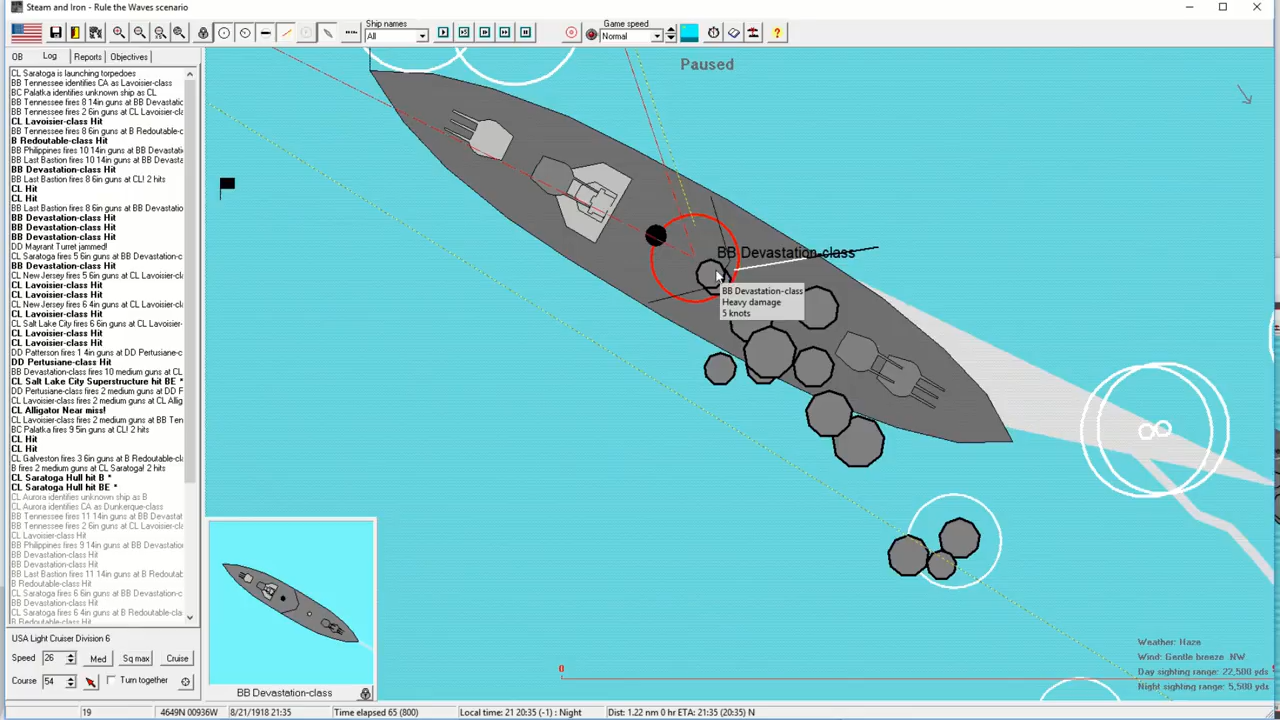 Steam and Iron - Rule the Waves scenario
Ship names
All
Game speed
Normal
OB
Log
Reports
Objectives
CL Saratoga is launching torpedoes
BB Tennessee identifies CA as Lavoisier-class
BC Palatka identifies unknown ship as CL
BB Tennessee fires 8 14in guns at BB Devastatio
BB Tennessee fires 2 6in guns at CL Lavoisier-cla
CL Lavoisier-class Hit
BB Tennessee fires 8 6in guns at B Redoutable-c
B Redoutable-class Hit
BB Philippines fires 9 14in guns at BB Devastati
BB Last Bastion fires 10 14in guns at BB Devasta
BB Devastation-class Hit
BB Last Bastion fires 8 6in guns at CL! 2 hits
CL Hit
CL Hit
BB Last Bastion fires 8 6in guns at BB Devastatio
BB Devastation-class Hit
BB Devastation-class Hit
BB Devastation-class Hit
DD Mayrant Turret jammed!
CL Saratoga fires 5 6in guns at BB Devastation-cl
BB Devastation-class Hit
CL New Jersey fires 5 6in guns at CL Lavoisier-cl
CL Lavoisier-class Hit
CL Lavoisier-class Hit
CL New Jersey fires 6 4in guns at CL Lavoisier-cl
CL Lavoisier-class Hit
CL Salt Lake City fires 6 6in guns at CL Lavoisier-
CL Lavoisier-class Hit
CL Lavoisier-class Hit
DD Patterson fires 1 4in gun at DD Pertusiane-cl
DD Pertusiane-class Hit
BB Devastation-class fires 10 medium guns at CL
CL Salt Lake City Superstructure hit BE *
DD Pertusiane-class fires 2 medium guns at DD F
CL Lavoisier-class fires 2 medium guns at CL Allig
CL Alligator Near miss!
CL Lavoisier-class fires 2 medium guns at BB Ten
BC Palatka fires 9 5in guns at CL! 2 hits
CL Hit
CL Hit
CL Galveston fires 3 6in guns at BB Devastation-
B fires 2 medium guns at CL Saratoga! 2 hits
CL Saratoga Hull hit B *
CL Saratoga Hull hit BE *
CL Aurora identifies unknown ship as B
CL Aurora identifies CA as Dunkerque-class
BB Tennessee fires 11 14in guns at BB Devastat
BB Tennessee fires 2 6in guns at CL Lavoisier-cla
CL Lavoisier-class Hit
BB Philippines fires 9 14in guns at BB Devastatio
BB Devastation-class Hit
BB Devastation-class Hit
BB Last Bastion fires 11 14in guns at B Redoutab
B Redoutable-class Hit
CL Saratoga fires 6 6in guns at BB Devastation-c
BB Devastation-class Hit
CL Saratoga fires 6 4in guns at B Redoutable-cla
B Redoutable-class Hit
Paused
BB Devastation-class
BB Devastation-class
Heavy damage
5 knots
0
Weather: Haze
Wind: Gentle breeze NW
Day sighting range: 22,500 yds
Night sighting range: 5,500 yds
USA Light Cruiser Division 6
Speed 26 Med Sq max Cruise
Course 54 Turn together
BB Devastation-class
19
4649N 00936W
8/21/1918 21:35
Time elapsed 65 (800)
Local time: 21 20:35 (-1) : Night
Dist: 1.22 nm 0 hr ETA: 21:35 (20:35) N